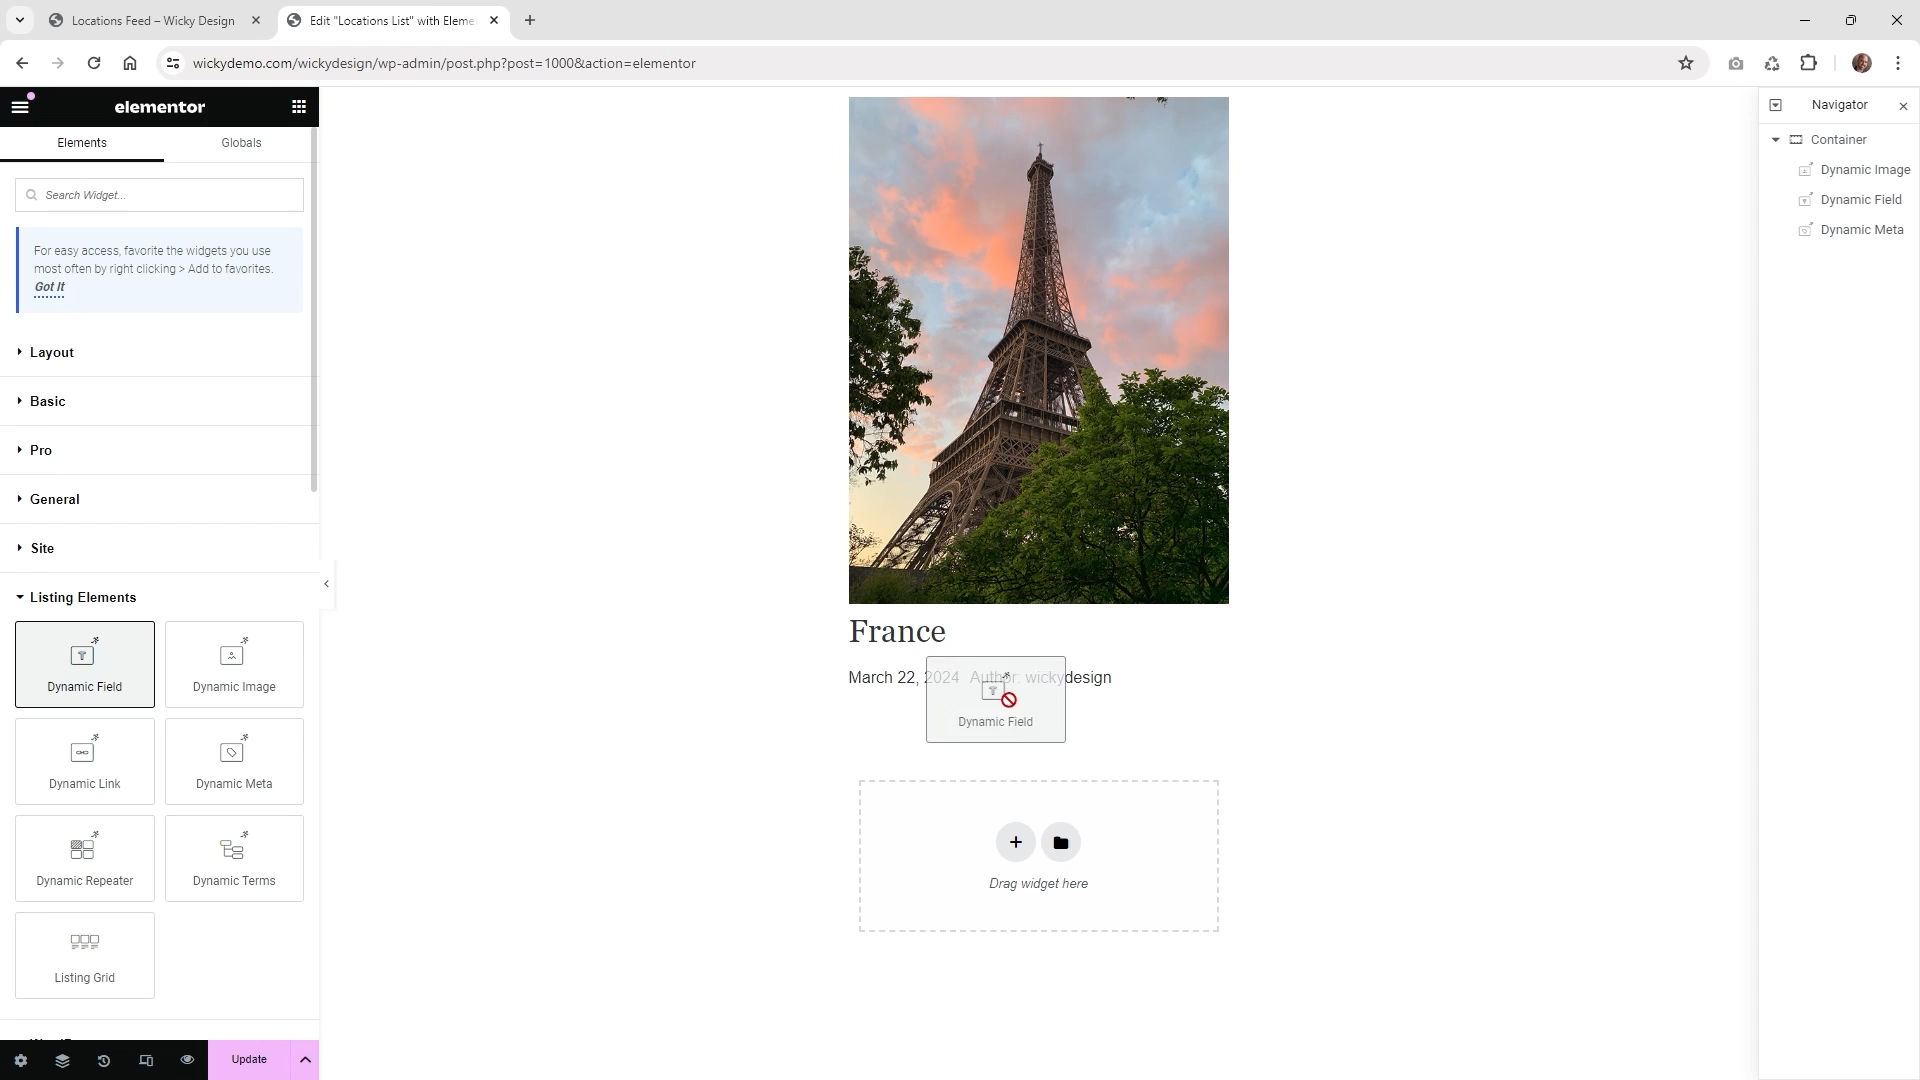 Locations Feed – Wicky Design
Edit "Locations List" with Eleme
wickydemo.com/wickydesign/wp-admin/post.php?post=1000&action=elementor
elementor
Elements
Globals
Search Widget...
For easy access, favorite the widgets you use
most often by right clicking > Add to favorites.
Got It
Layout
Basic
Pro
General
Site
Listing Elements
Dynamic Field
Dynamic Image
Dynamic Link
Dynamic Meta
Dynamic Repeater
Dynamic Terms
Listing Grid
Update
France
March 22, 2024 Author: wickydesign
Dynamic Field
Drag widget here
Navigator
Container
Dynamic Image
Dynamic Field
Dynamic Meta